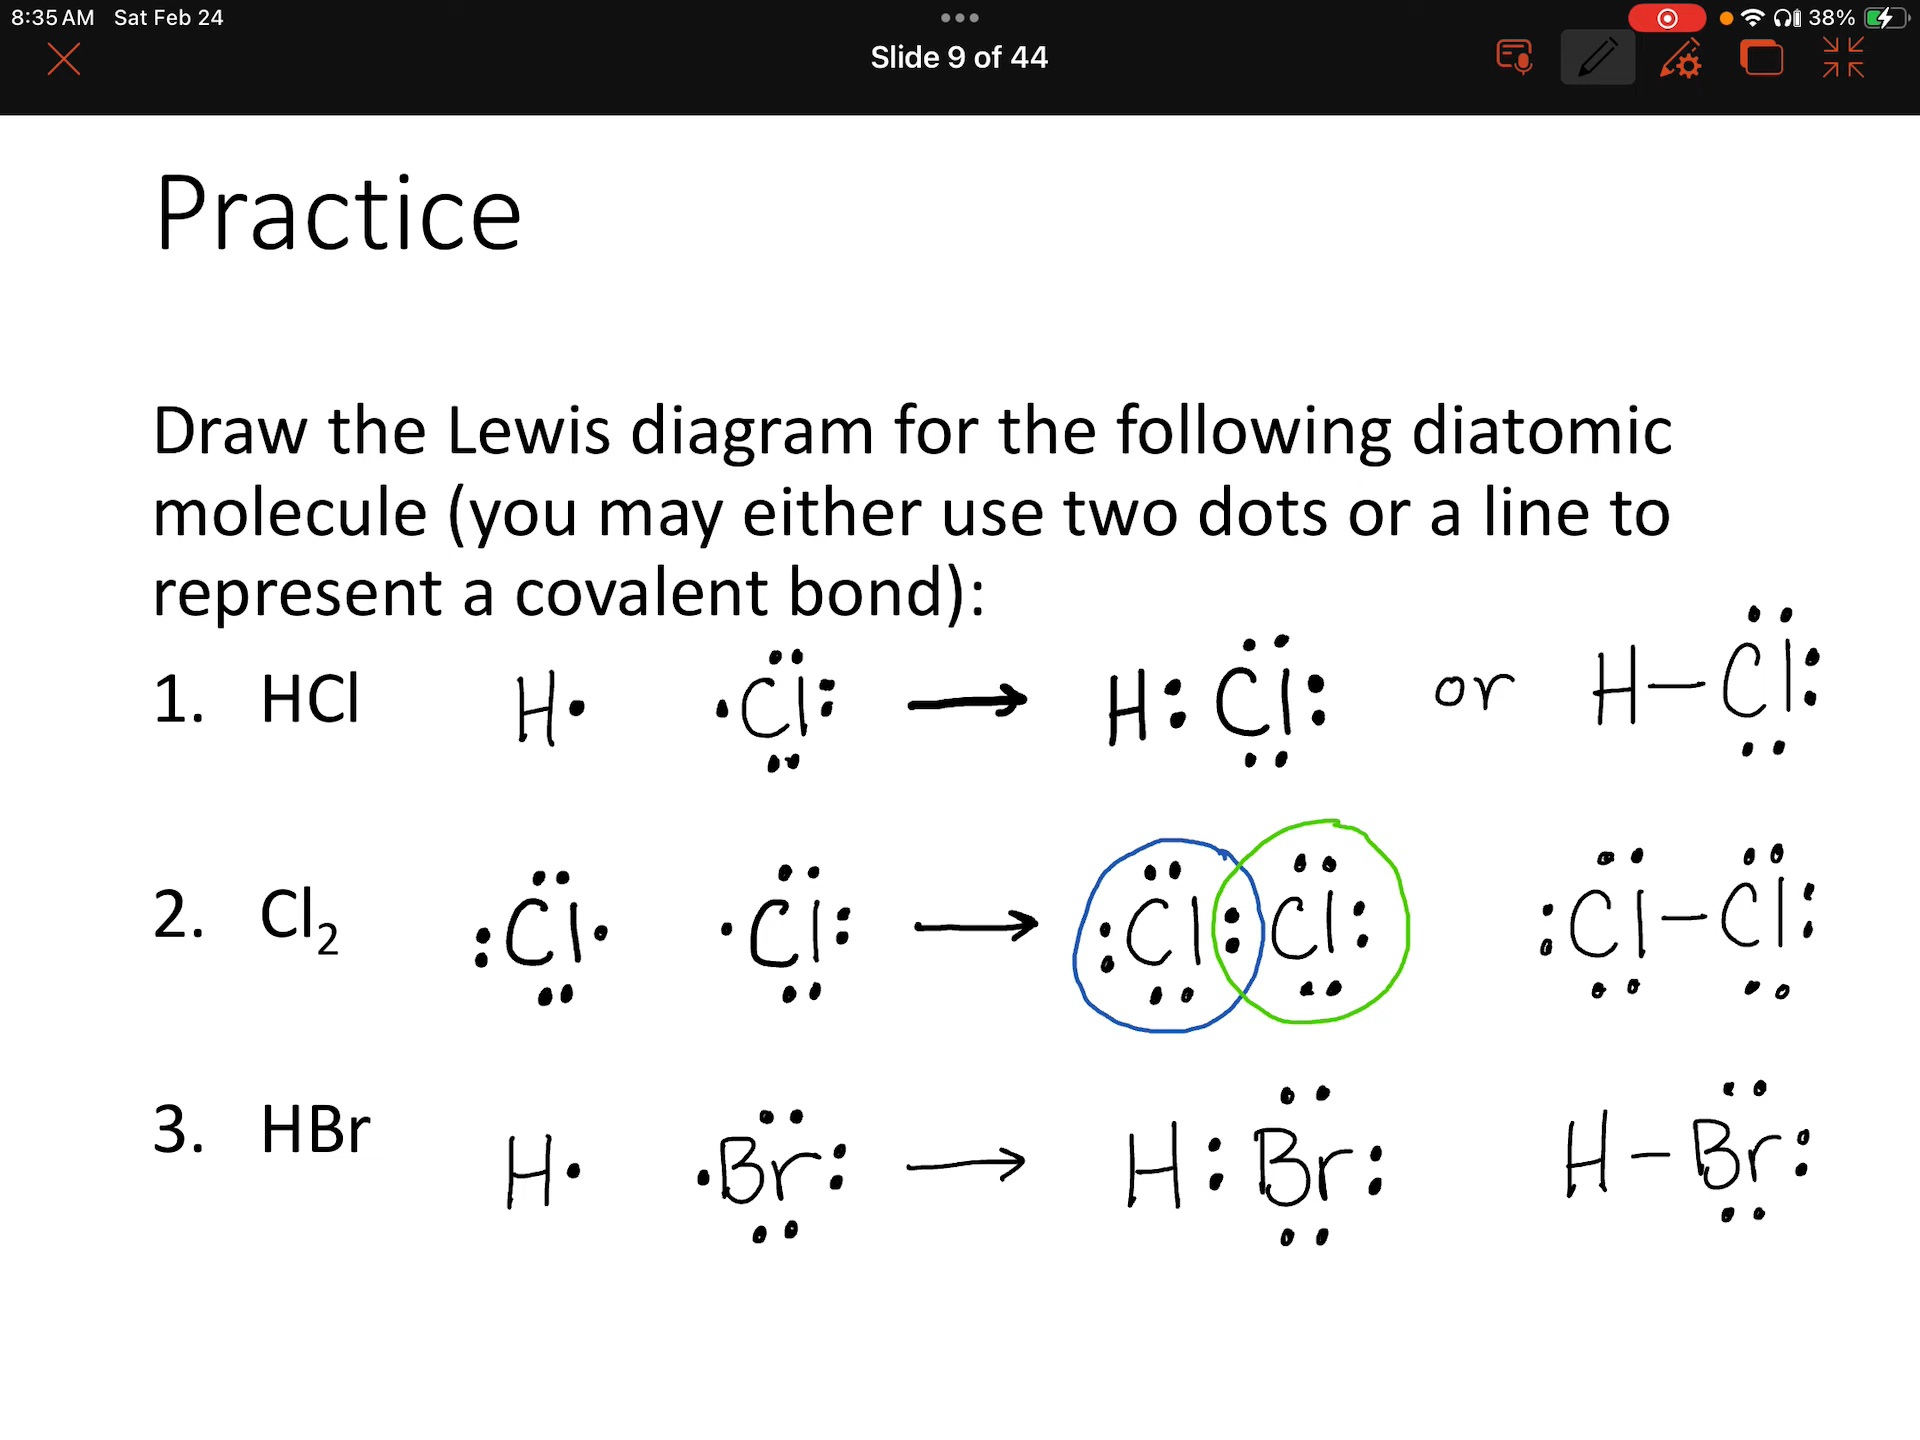 8:35 AM Sat Feb 24 38%
Slide 9 of 44
Practice
Draw the Lewis diagram for the following diatomic
molecule (you may either use two dots or a line to
represent a covalent bond):
1. HCl H· ·Cl: → H:Cl: or H–Cl:
2. Cl₂ :Cl· ·Cl: → :Cl:Cl: :Cl–Cl:
3. HBr H· ·Br: → H:Br: H–Br: